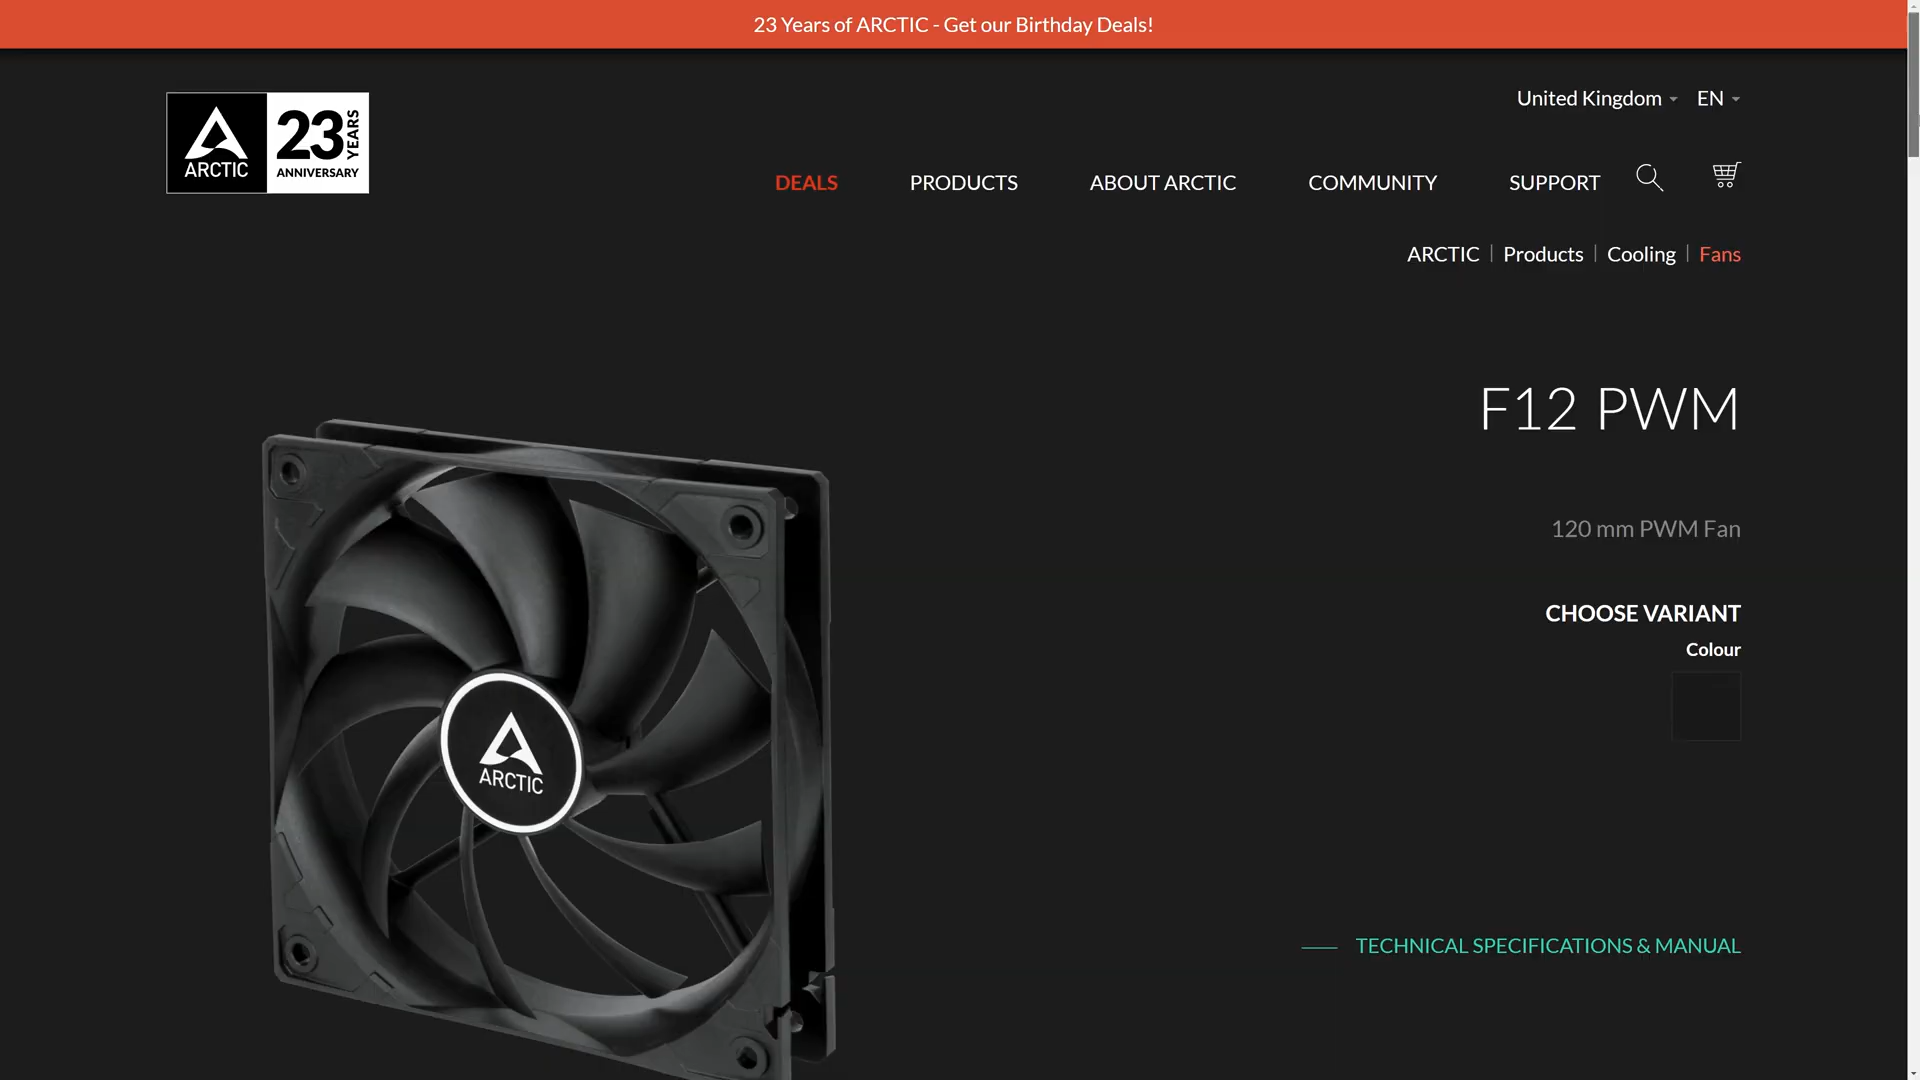 23 Years of ARCTIC - Get our Birthday Deals!
United Kingdom EN
ARCTIC
23 YEARS
ANNIVERSARY
DEALS PRODUCTS ABOUT ARCTIC COMMUNITY SUPPORT
ARCTIC | Products | Cooling | Fans
F12 PWM
120 mm PWM Fan
CHOOSE VARIANT
Colour
ARCTIC
TECHNICAL SPECIFICATIONS & MANUAL